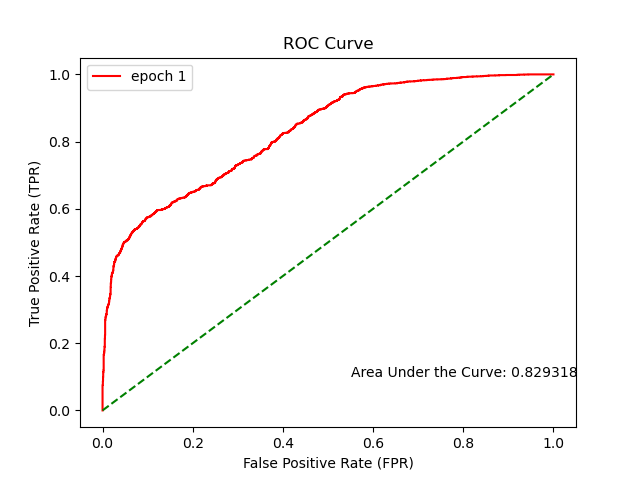 ROC Curve
epoch 1
True Positive Rate (TPR)
1.0
0.8
0.6
0.4
0.2
0.0
Area Under the Curve: 0.829318
0.0 0.2 0.4 0.6 0.8 1.0
False Positive Rate (FPR)